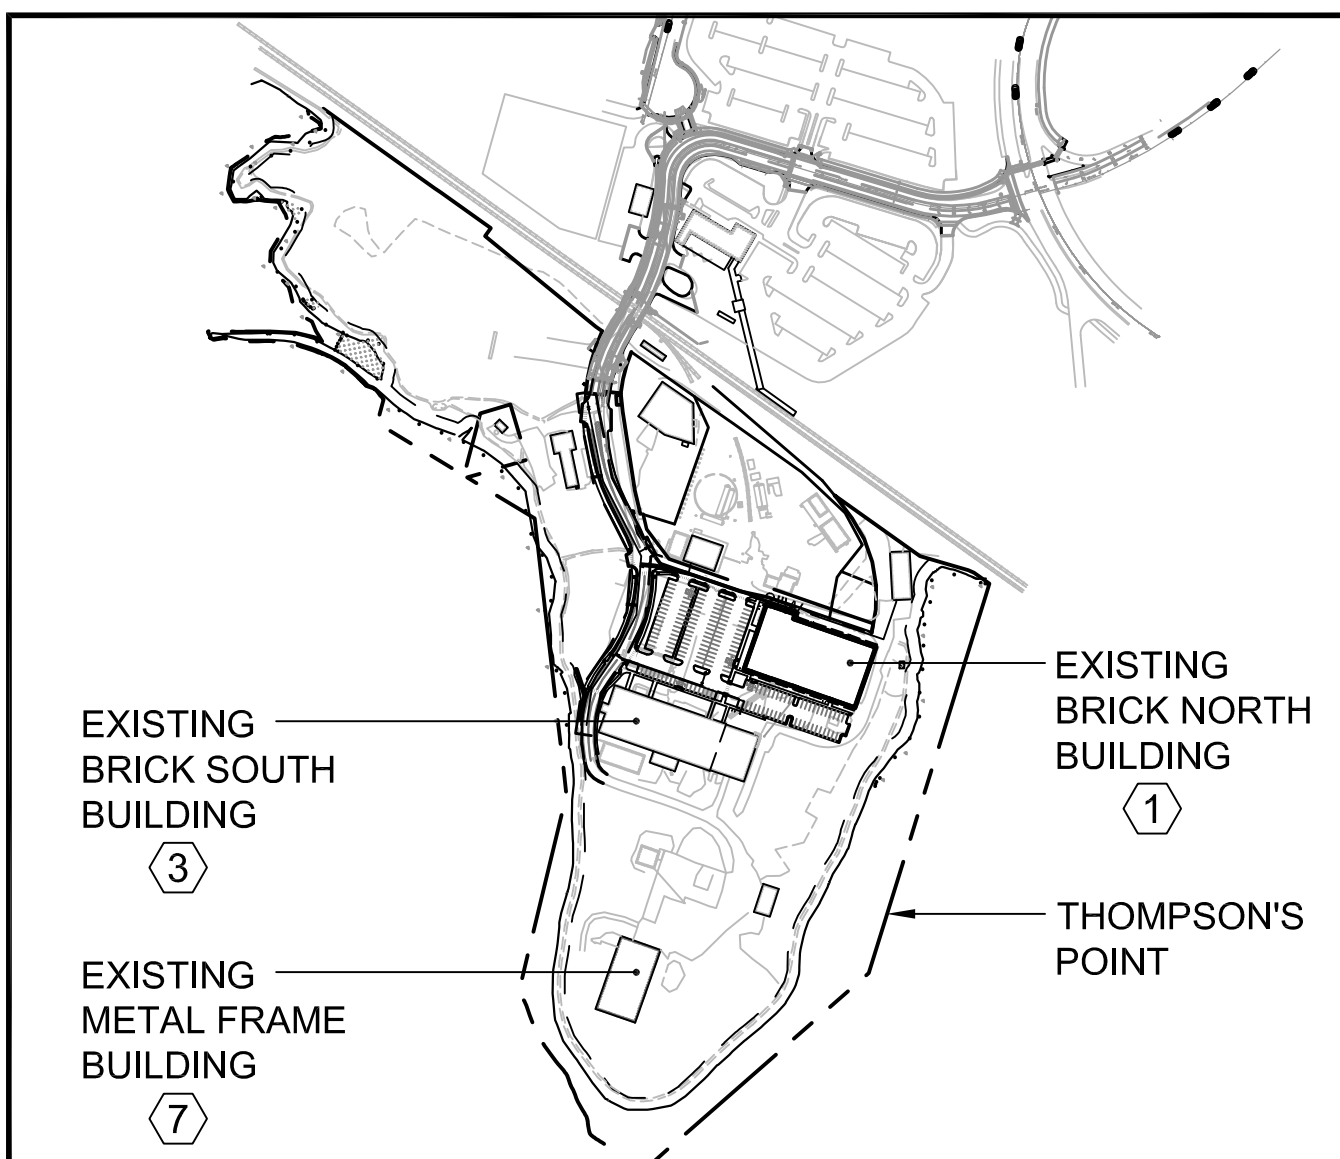 EXISTING
BRICK SOUTH
BUILDING
3
EXISTING
METAL FRAME
BUILDING
7
EXISTING
BRICK NORTH
BUILDING
1
THOMPSON'S
POINT